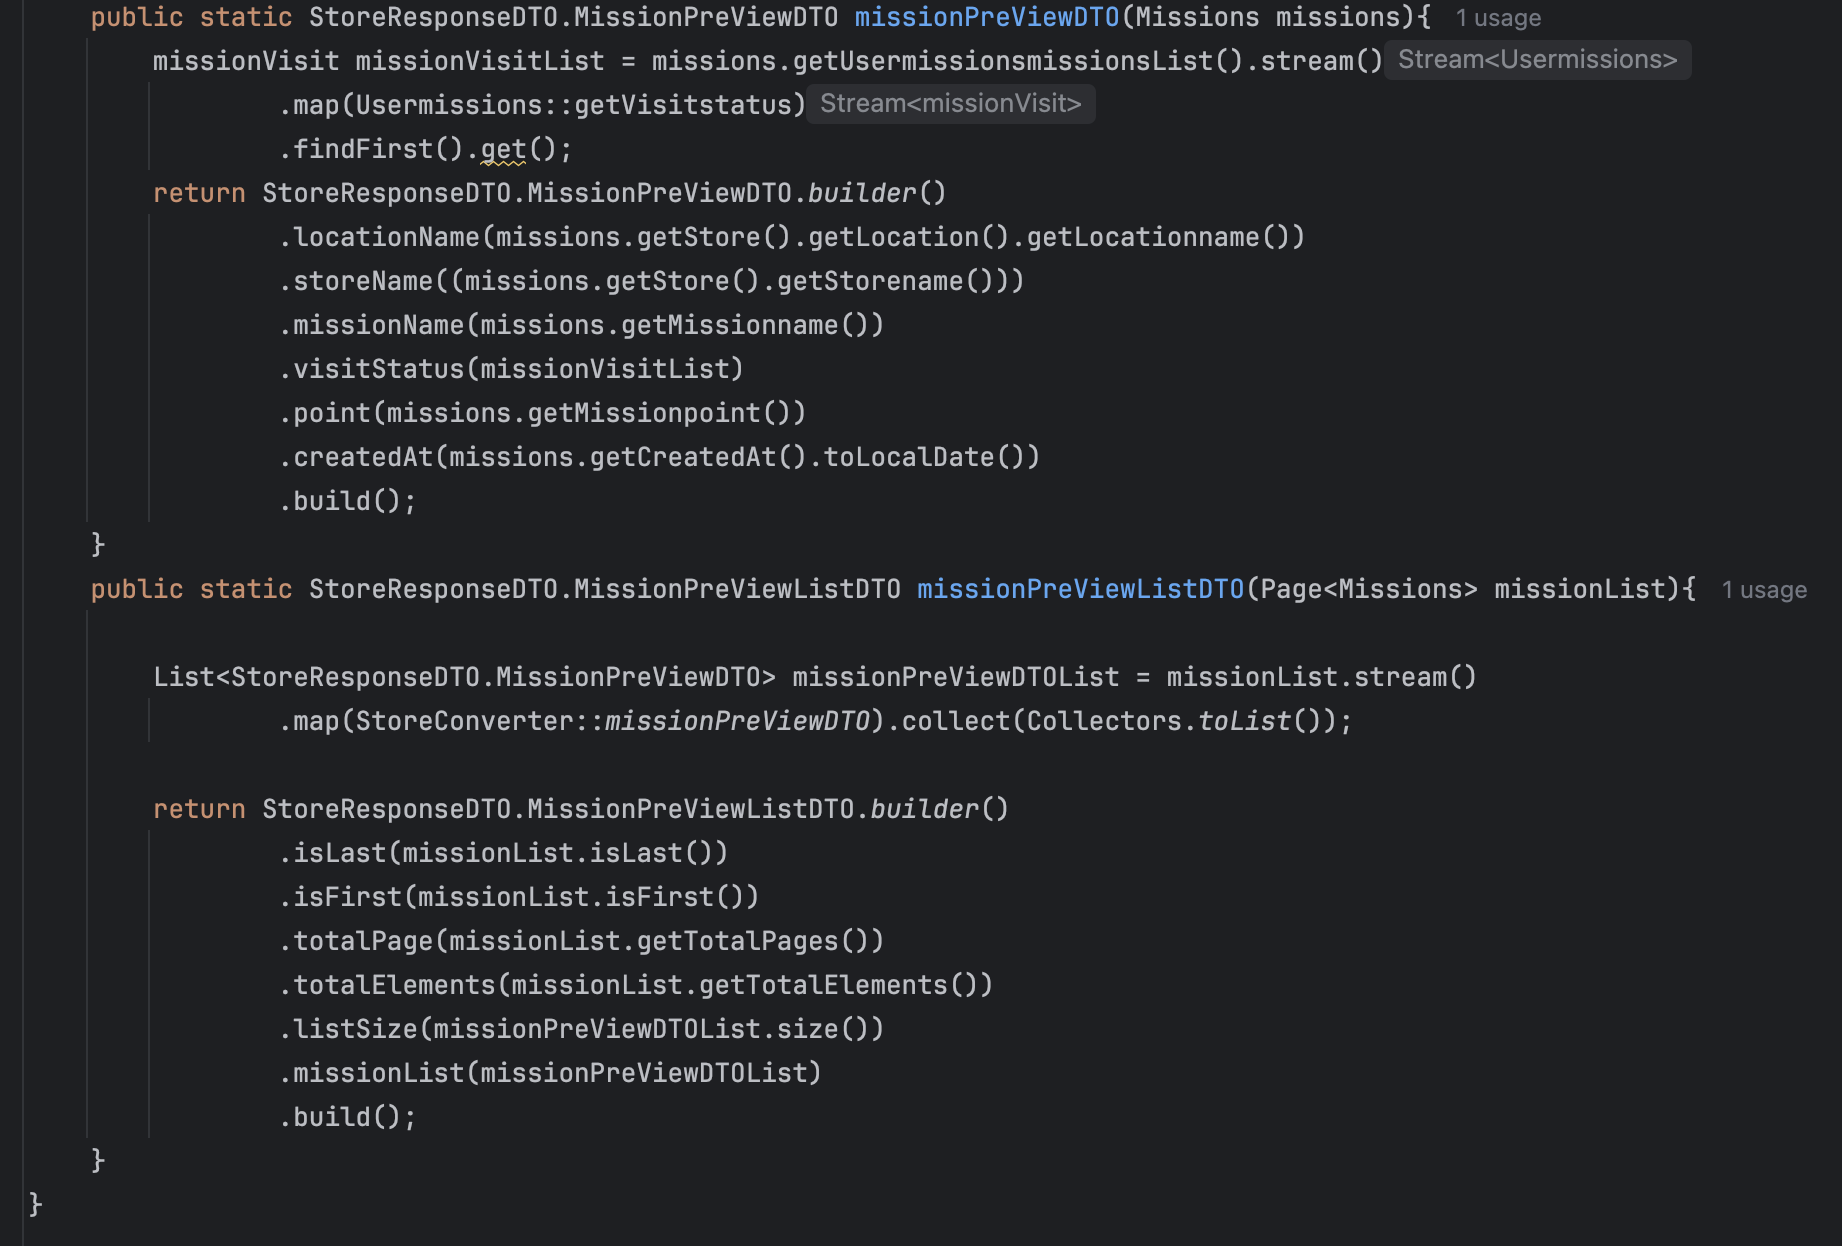 public static StoreResponseDTO.MissionPreViewDTO missionPreViewDTO(Missions missions){ 1 usage
missionVisit missionVisitList = missions.getUsermissionsmissionsList().stream() Stream<Usermissions>
.map(Usermissions::getVisitstatus) Stream<missionVisit>
.findFirst().get();
return StoreResponseDTO.MissionPreViewDTO.builder()
.locationName(missions.getStore().getLocation().getLocationname())
.storeName((missions.getStore().getStorename()))
.missionName(missions.getMissionname())
.visitStatus(missionVisitList)
.point(missions.getMissionpoint())
.createdAt(missions.getCreatedAt().toLocalDate())
.build();
}
public static StoreResponseDTO.MissionPreViewListDTO missionPreViewListDTO(Page<Missions> missionList){ 1 usage
List<StoreResponseDTO.MissionPreViewDTO> missionPreViewDTOList = missionList.stream()
.map(StoreConverter::missionPreViewDTO).collect(Collectors.toList());
return StoreResponseDTO.MissionPreViewListDTO.builder()
.isLast(missionList.isLast())
.isFirst(missionList.isFirst())
.totalPage(missionList.getTotalPages())
.totalElements(missionList.getTotalElements())
.listSize(missionPreViewDTOList.size())
.missionList(missionPreViewDTOList)
.build();
}
}